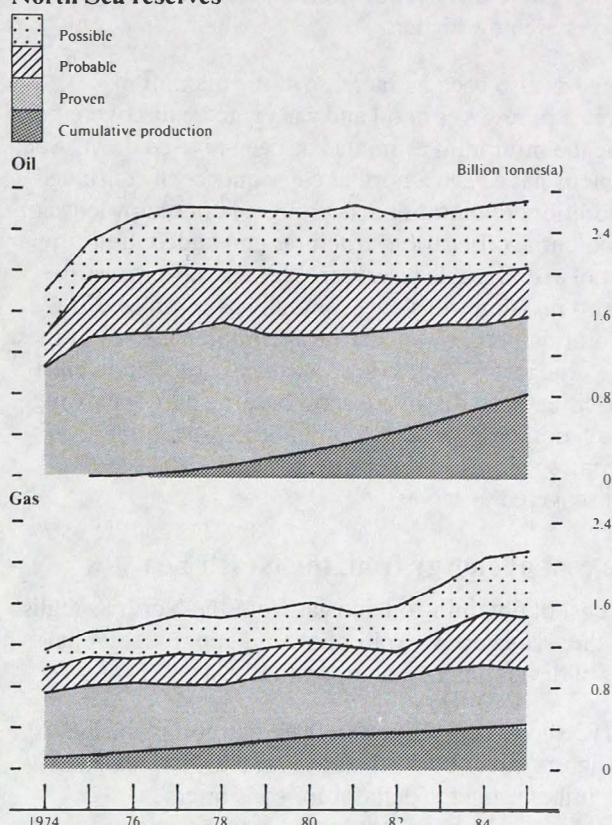 North Sea reserves
Possible
Probable
Proven
Cumulative production
Oil
Billion tonnes(a)
2.4
1.6
0.8
0
Gas
2.4
1.6
0.8
0
1974 76 78 80 82 84